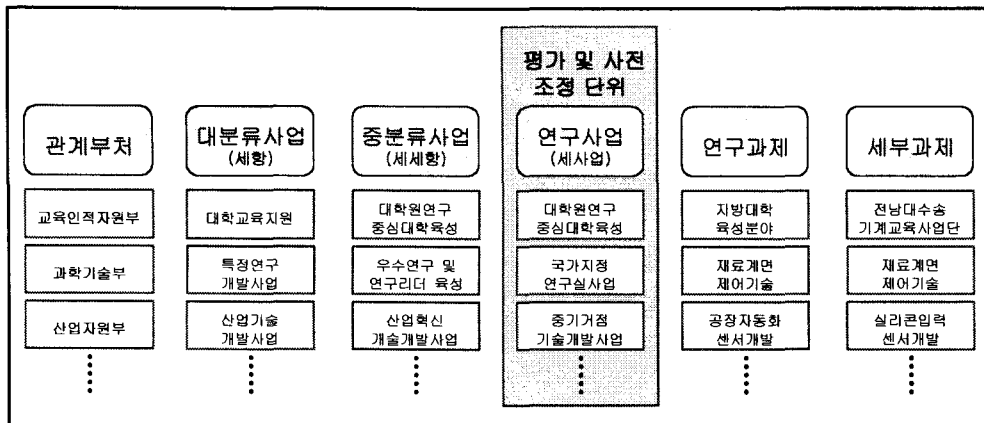 평가 및 사전
조정 단위
관계부처
대분류사업
(세항)
중분류사업
(세세항)
연구사업
(세사업)
연구과제
세부과제
교육인적자원부
대학교육지원
대학원연구
중심대학육성
대학원연구
중심대학육성
지방대학
육성분야
전남대수송
기계교육사업단
과학기술부
특정연구
개발사업
우수연구 및
연구리더 육성
국가지정
연구실사업
재료계면
제어기술
재료계면
제어기술
산업자원부
산업기술
개발사업
산업혁신
개술개발사업
중기거점
기술개발사업
공장자동화
센서개발
실리콘입력
센서개발